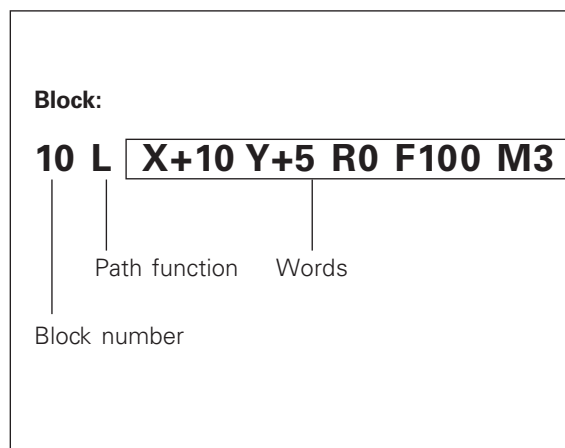 Block:
10 L X+10 Y+5 R0 F100 M3
Path function Words
Block number